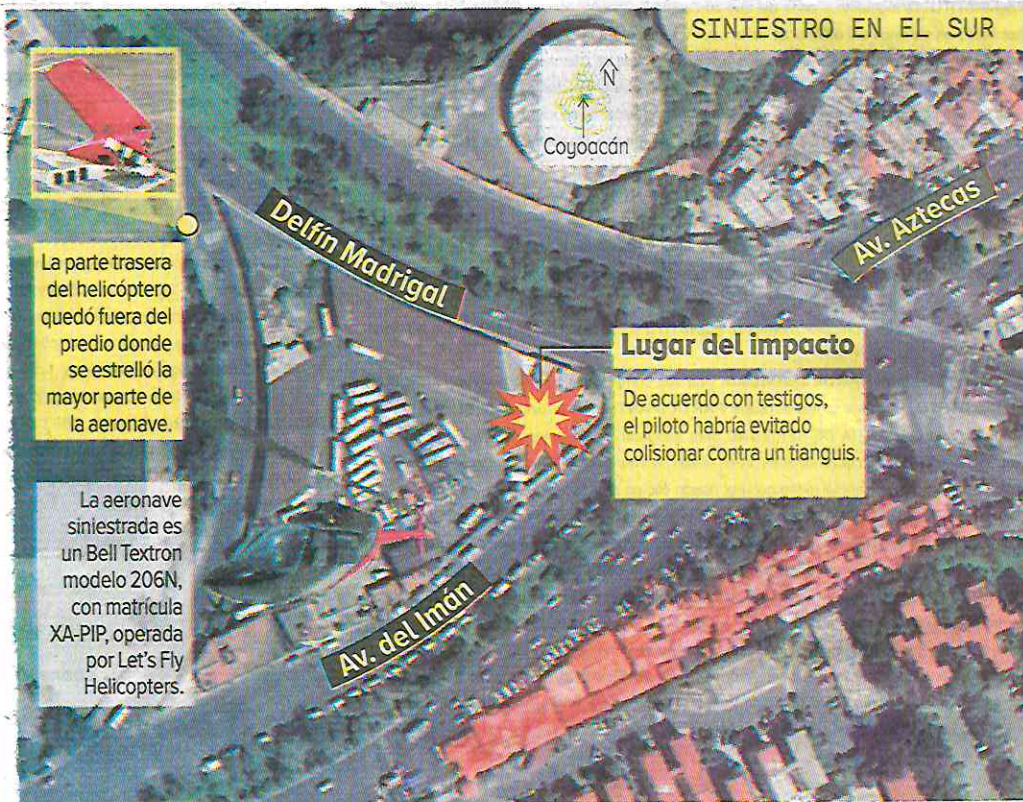 SINIESTRO EN EL SUR
N
Coyoacán
Delfín Madrigal
Av. Aztecas
La parte trasera
del helicóptero
quedó fuera del
predio donde
se estrelló la
mayor parte de
la aeronave.
Lugar del impacto
De acuerdo con testigos,
el piloto habría evitado
colisionar contra un tianguis.
La aeronave
siniestrada es
un Bell Textron
modelo 206N,
con matrícula
XA-PIP, operada
por Let's Fly
Helicopters.
Av. del Imán